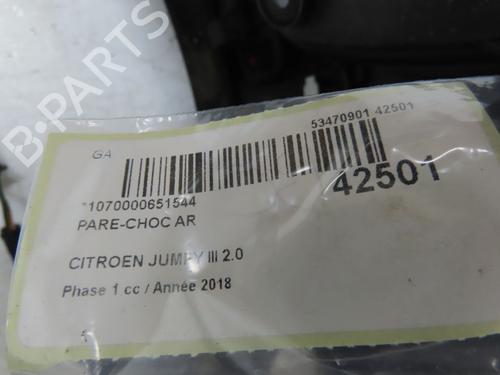 B-PARTS
53470901 42501
GA
42501
*1070000651544
PARE-CHOC AR
CITROEN JUMPY III 2.0
Phase 1 cc / Année 2018